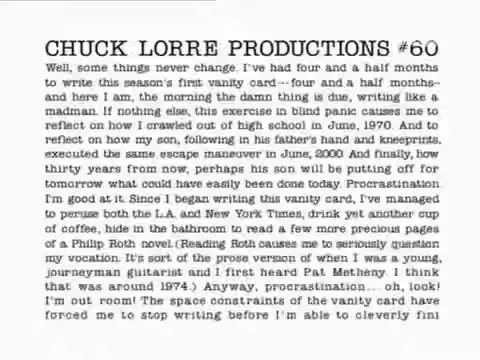 CHUCK LORRE PRODUCTIONS #60
Well, some things never change. I've had four and a half months
to write this season's first vanity card--four and a half months--
and here I am, the morning the damn thing is due, writing like a
madman. If nothing else, this exercise in blind panic causes me to
reflect on how I crawled out of high school in June, 1970. And to
reflect on how my son, following in his father's hand and kneeprints,
executed the same escape maneuver in June, 2000. And finally, how
thirty years from now, perhaps his son will be putting off for
tomorrow what could have easily been done today. Procrastination.
I'm good at it. Since I began writing this vanity card, I've managed
to peruse both the L.A. and New York Times, drink yet another cup
of coffee, hide in the bathroom to read a few more precious pages
of a Philip Roth novel.(Reading Roth causes me to seriously question
my vocation. It's sort of the prose version of when I was a young,
journeyman guitarist and I first heard Pat Metheny. I think
that was around 1974.) Anyway, procrastination... oh, look!
I'm out room! The space constraints of the vanity card have
forced me to stop writing before I'm able to cleverly fini